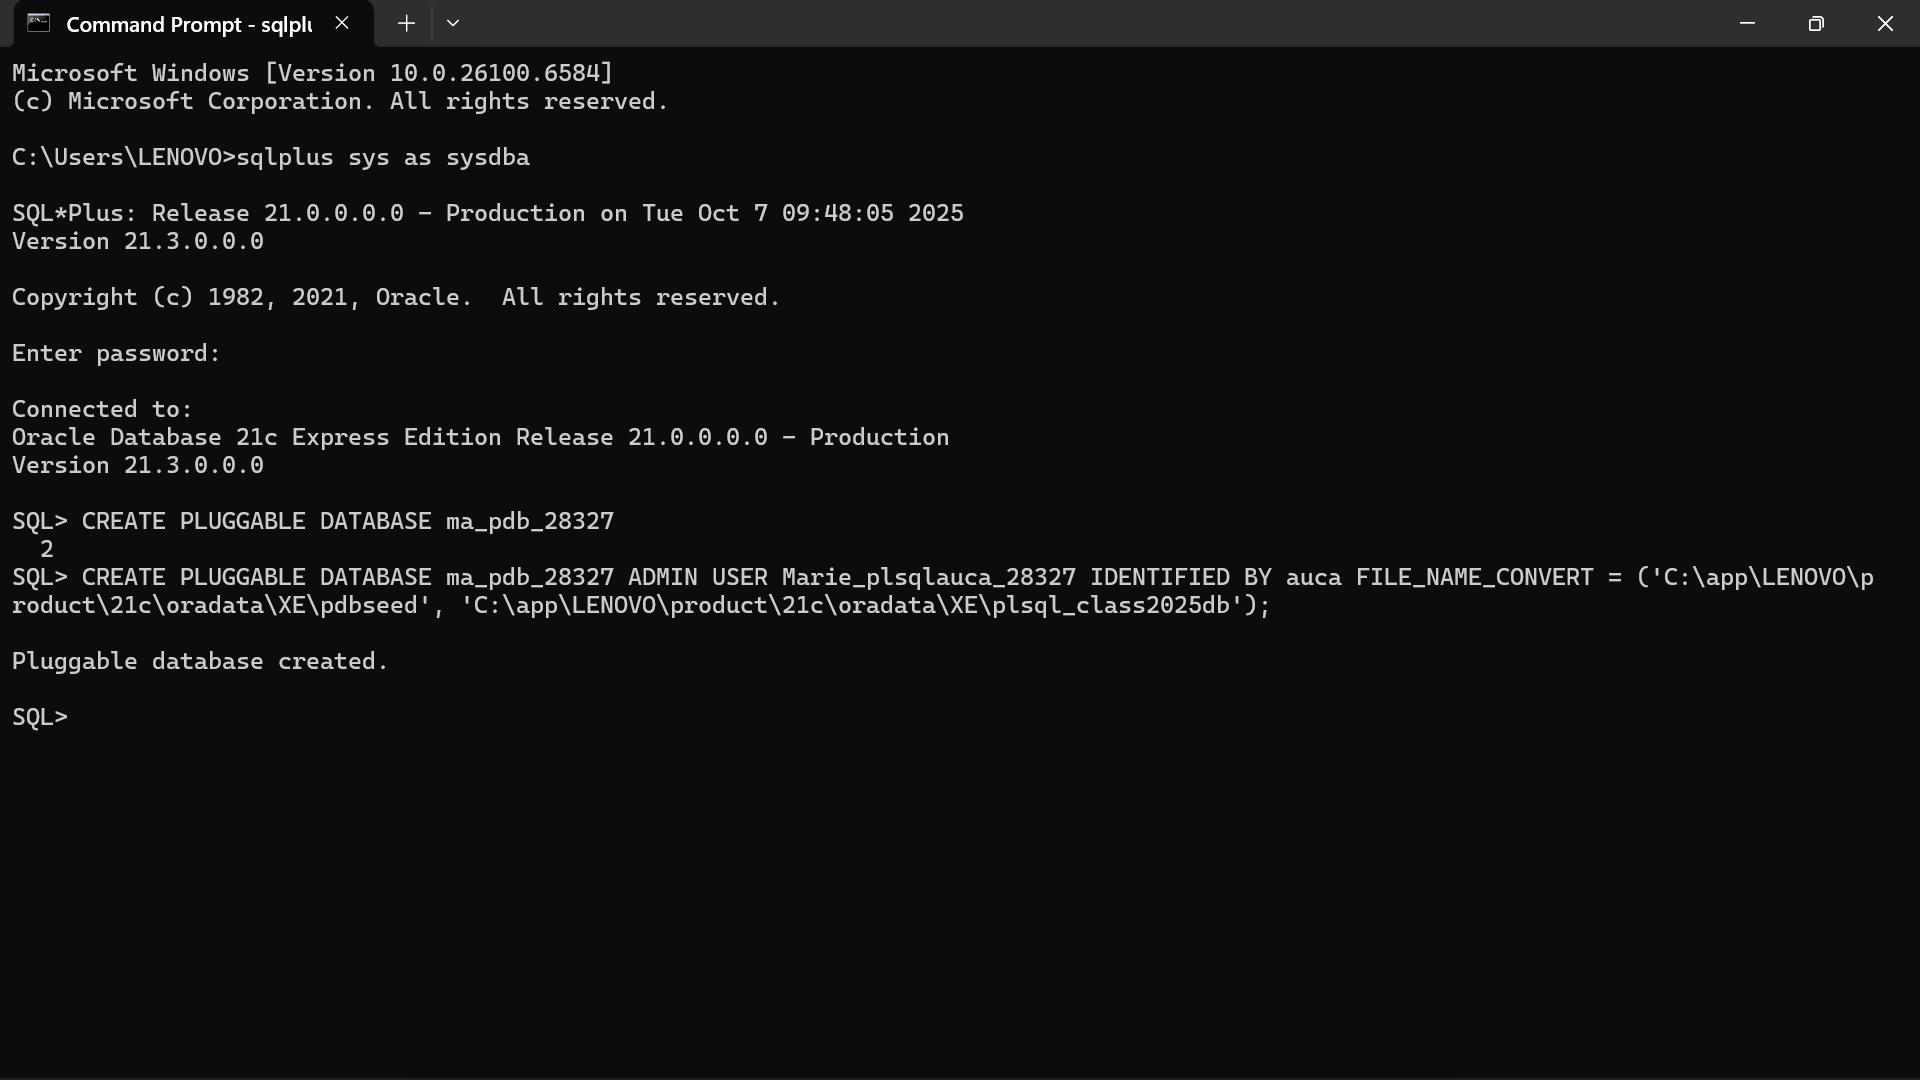 Command Prompt - sqlplu
Microsoft Windows [Version 10.0.26100.6584]
(c) Microsoft Corporation. All rights reserved.
C:\Users\LENOVO>sqlplus sys as sysdba
SQL*Plus: Release 21.0.0.0.0 - Production on Tue Oct 7 09:48:05 2025
Version 21.3.0.0.0
Copyright (c) 1982, 2021, Oracle.  All rights reserved.
Enter password:
Connected to:
Oracle Database 21c Express Edition Release 21.0.0.0.0 - Production
Version 21.3.0.0.0
SQL> CREATE PLUGGABLE DATABASE ma_pdb_28327
  2
SQL> CREATE PLUGGABLE DATABASE ma_pdb_28327 ADMIN USER Marie_plsqlauca_28327 IDENTIFIED BY auca FILE_NAME_CONVERT = ('C:\app\LENOVO\p
roduct\21c\oradata\XE\pdbseed', 'C:\app\LENOVO\product\21c\oradata\XE\plsql_class2025db');
Pluggable database created.
SQL>